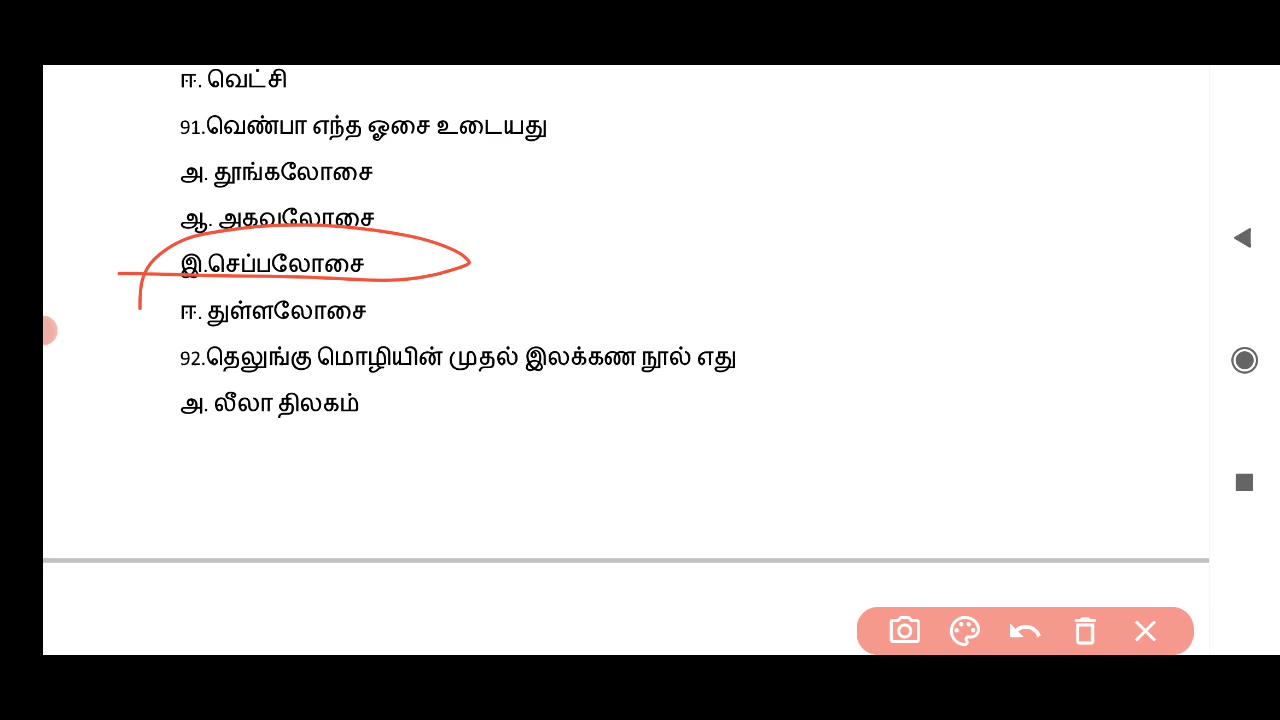 ஈ. வெட்சி
91.வெண்பா எந்த ஓசை உடையது
அ. தூங்கலோசை
ஆ. அகவலோசை
இ.செப்பலோசை
ஈ. துள்ளலோசை
92.தெலுங்கு மொழியின் முதல் இலக்கண நூல் எது
அ. லீலா திலகம்